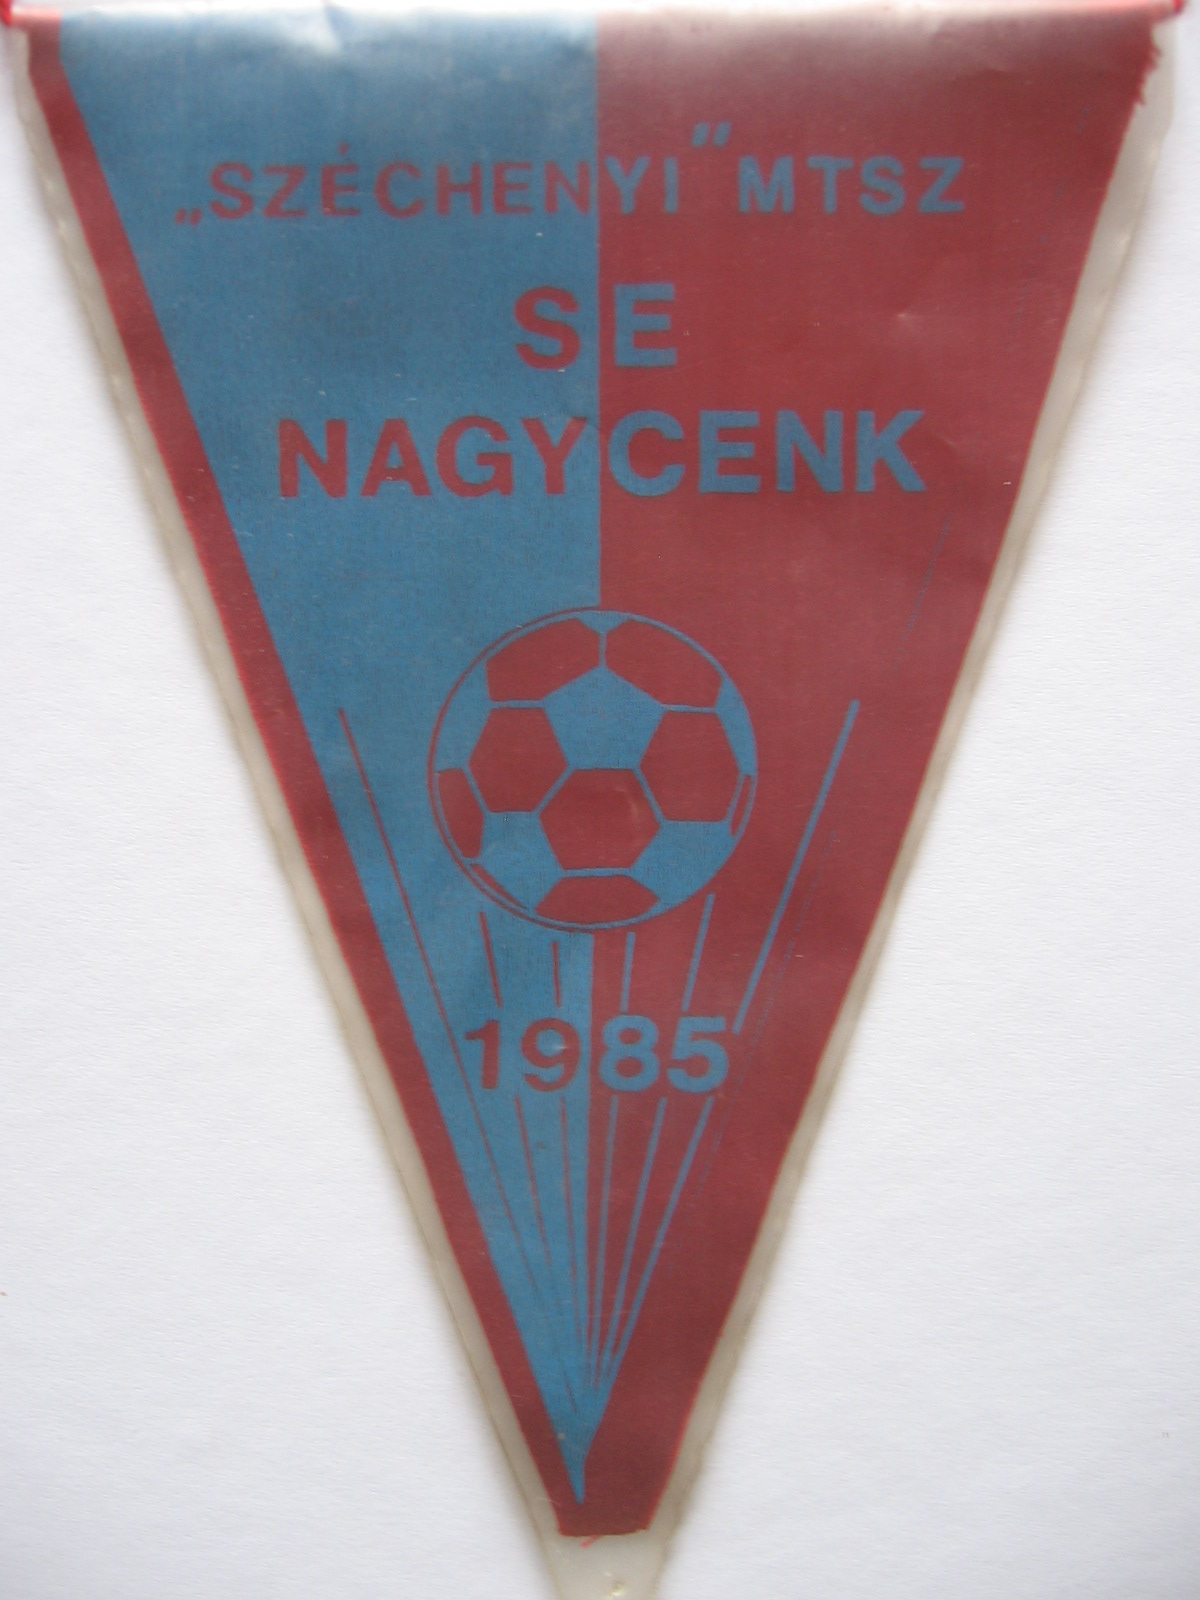 „SZÉCHENYI" MTSZ
SE
NAGYCENK
1985